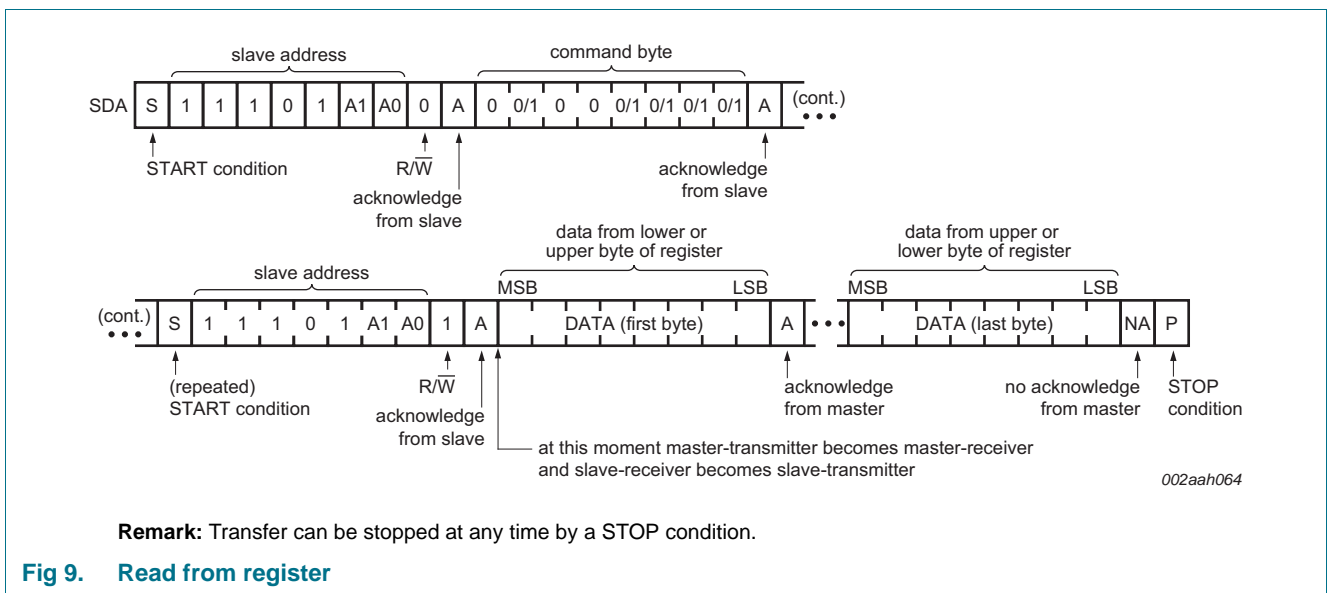 slave address command byte
SDA S 1 1 1 0 1 A1 A0 0 A 0 0/1 0 0 0/1 0/1 0/1 0/1 A (cont.)
START condition R/W̅ acknowledge
from slave acknowledge
from slave
data from lower or
upper byte of register data from upper or
lower byte of register
slave address
MSB LSB MSB LSB
(cont.) S 1 1 1 0 1 A1 A0 1 A DATA (first byte) A DATA (last byte) NA P
(repeated)
START condition R/W̅ acknowledge
from slave acknowledge
from master no acknowledge
from master STOP
condition
at this moment master-transmitter becomes master-receiver
and slave-receiver becomes slave-transmitter
002aah064
Remark: Transfer can be stopped at any time by a STOP condition.
Fig 9. Read from register